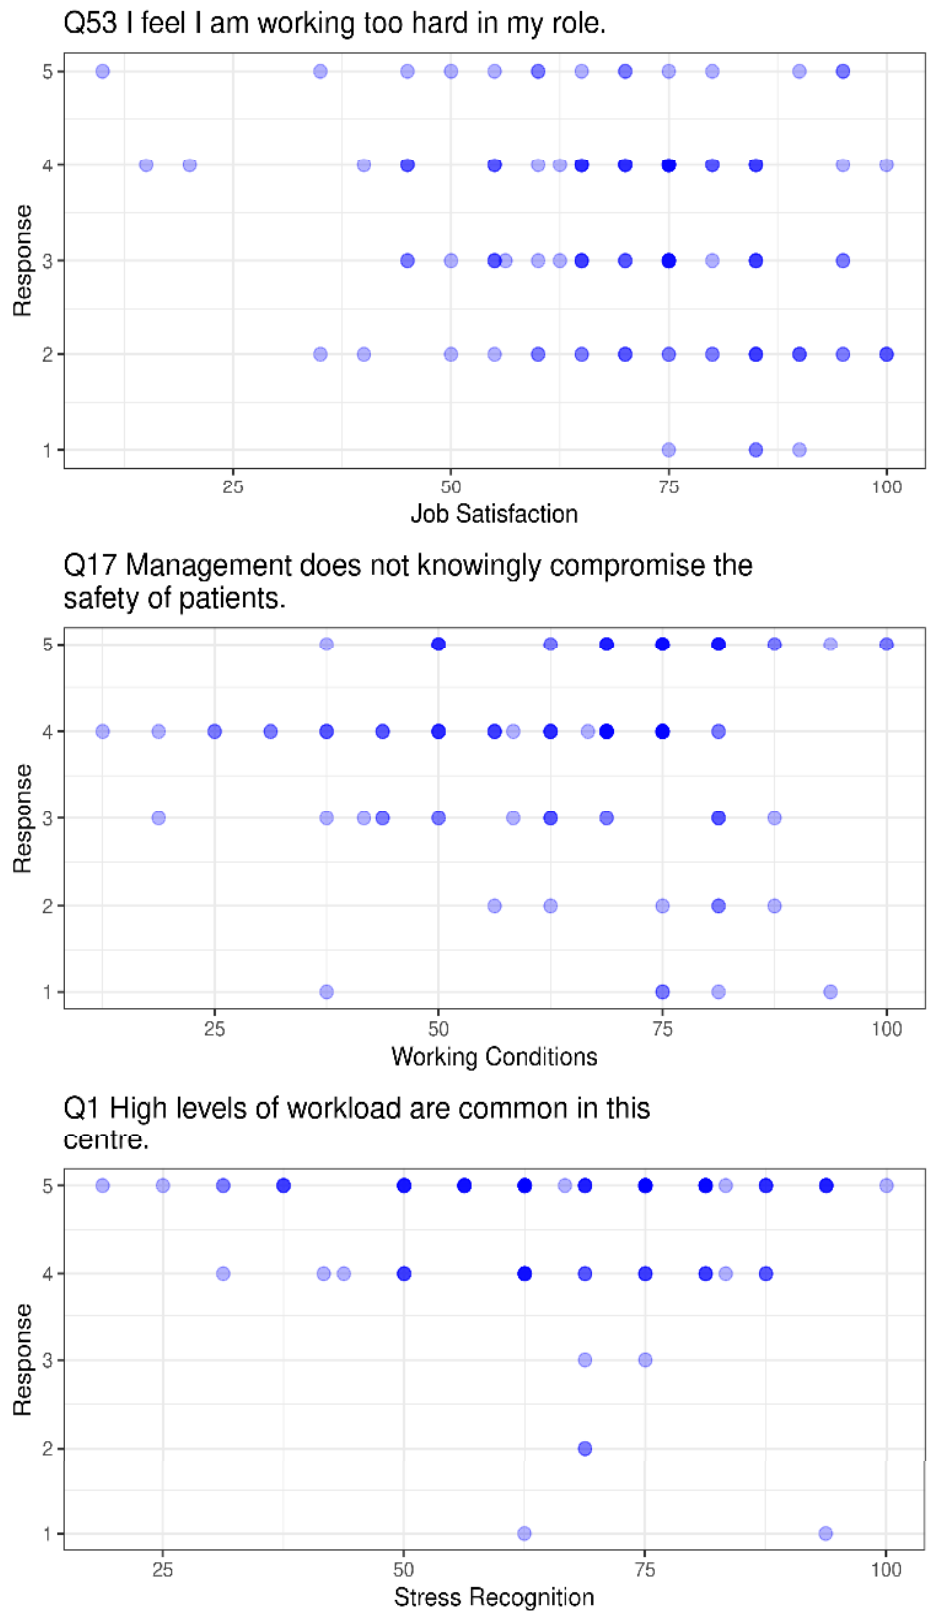 Q53 I feel I am working too hard in my role.
5
4
3
2
1
Response
25 50 75 100
Job Satisfaction
Q17 Management does not knowingly compromise the
safety of patients.
5
4
3
2
1
Response
25 50 75 100
Working Conditions
Q1 High levels of workload are common in this
centre.
5
4
3
2
1
Response
25 50 75 100
Stress Recognition